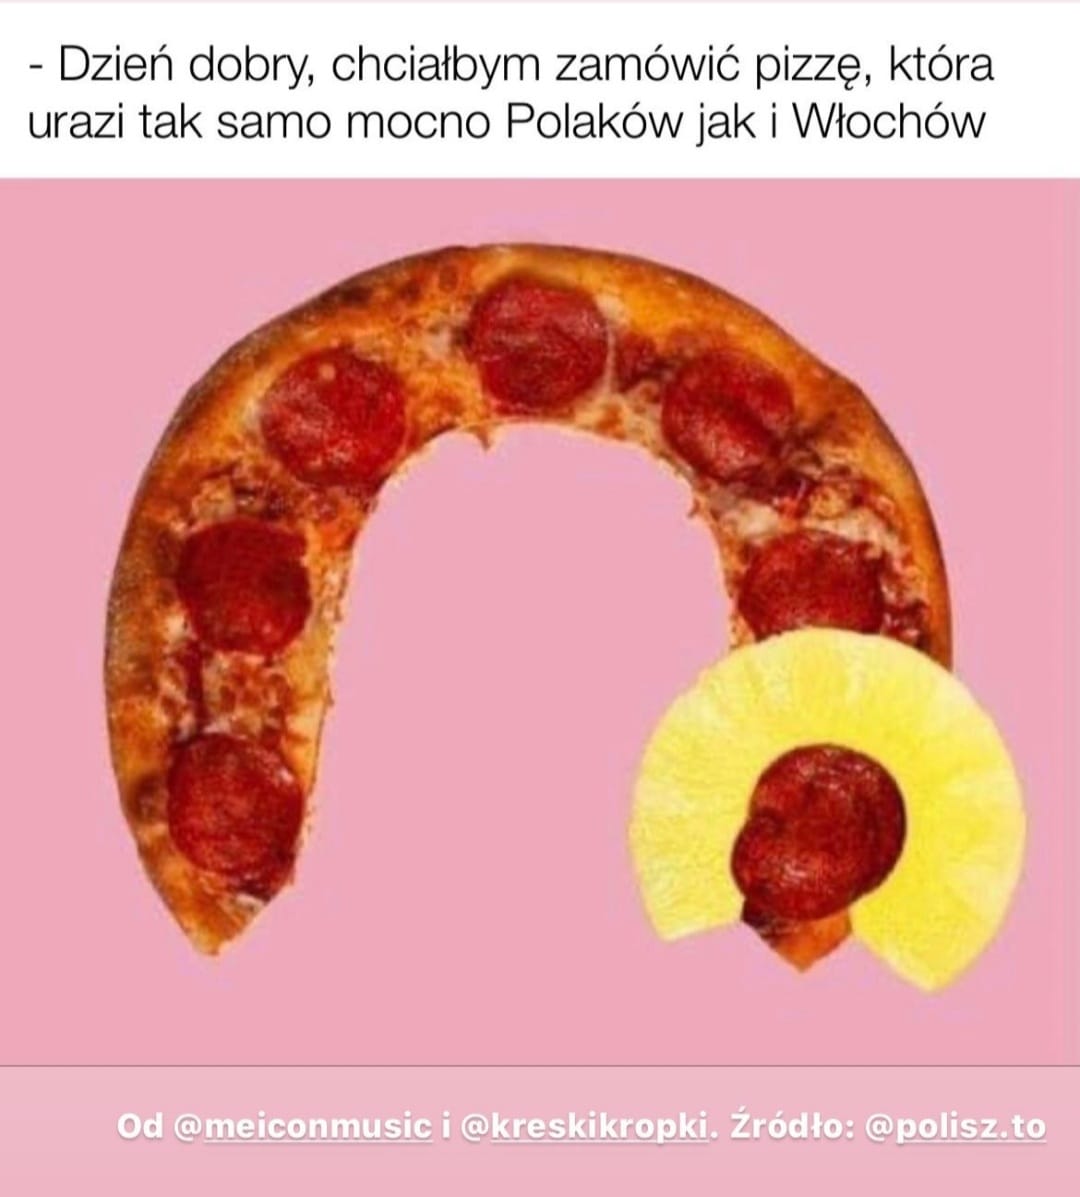 - Dzień dobry, chciałbym zamówić pizzę, która
urazi tak samo mocno Polaków jak i Włochów
Od @meiconmusic i @kreskikropki. Źródło: @polisz.to